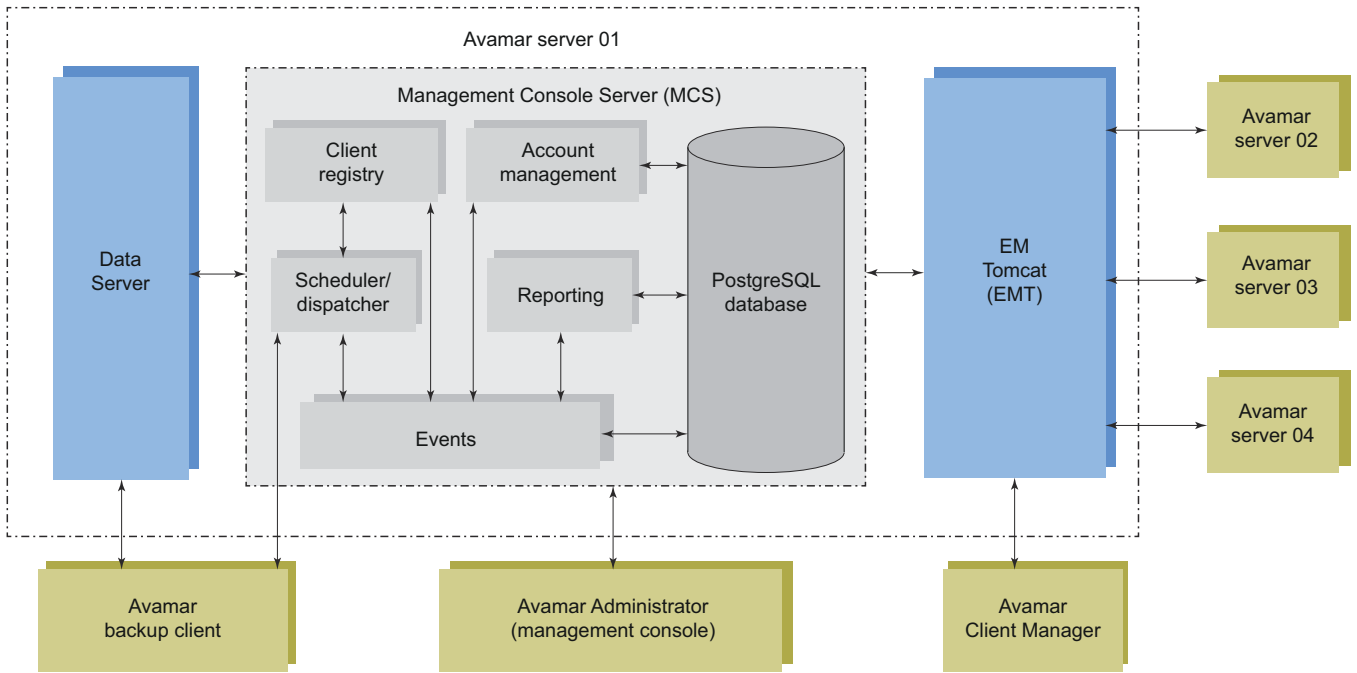 Avamar server 01
Management Console Server (MCS)
Client
registry
Account
management
Data
Server
Scheduler/
dispatcher
Reporting
PostgreSQL
database
Events
EM
Tomcat
(EMT)
Avamar
server 02
Avamar
server 03
Avamar
server 04
Avamar
backup client
Avamar Administrator
(management console)
Avamar
Client Manager